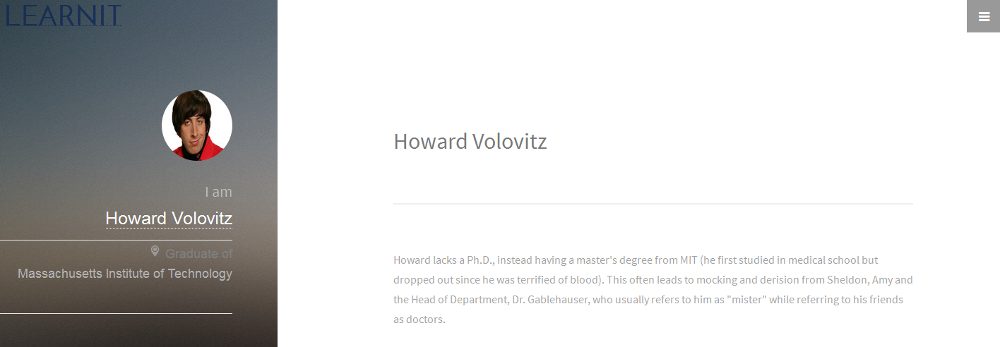 LEARNIT
I am
Howard Volovitz
Graduate of
Massachusetts Institute of Technology
Howard Volovitz
Howard lacks a Ph.D., instead having a master's degree from MIT (he first studied in medical school but
dropped out since he was terrified of blood). This often leads to mocking and derision from Sheldon, Amy and
the Head of Department, Dr. Gablehauser, who usually refers to him as "mister" while referring to his friends
as doctors.